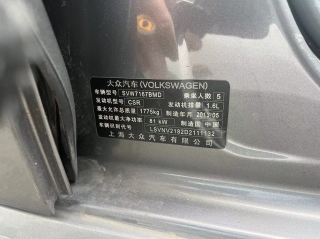 大众汽车(VOLKSWAGEN)
车辆型号 SVW7167BMD 乘坐人数 5
发动机型号 CSR 发动机排量 1.6L
最大允许总质量 1775kg 制造年月 2013/05
发动机最大净功率 81 kW 制造国 中国
车辆识别代号 LSVNV2182D2111132
上海大众汽车有限公司